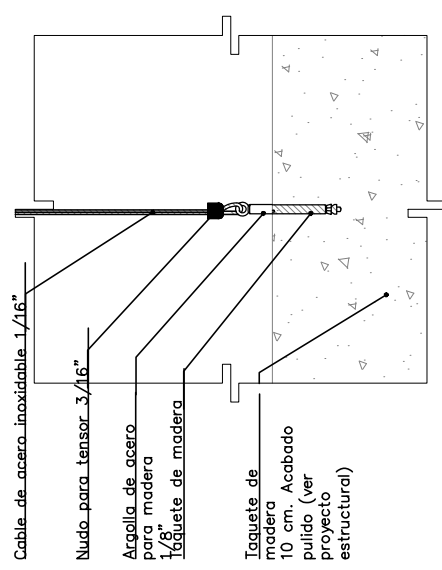 Cable de acero inoxidable 1/16"
Nudo para tensor 3/16"
Argolla de acero
para madera
1/8"
Taquete de madera
Taquete de
madera
10 cm. Acabado
pulido (ver
proyecto
estructural)